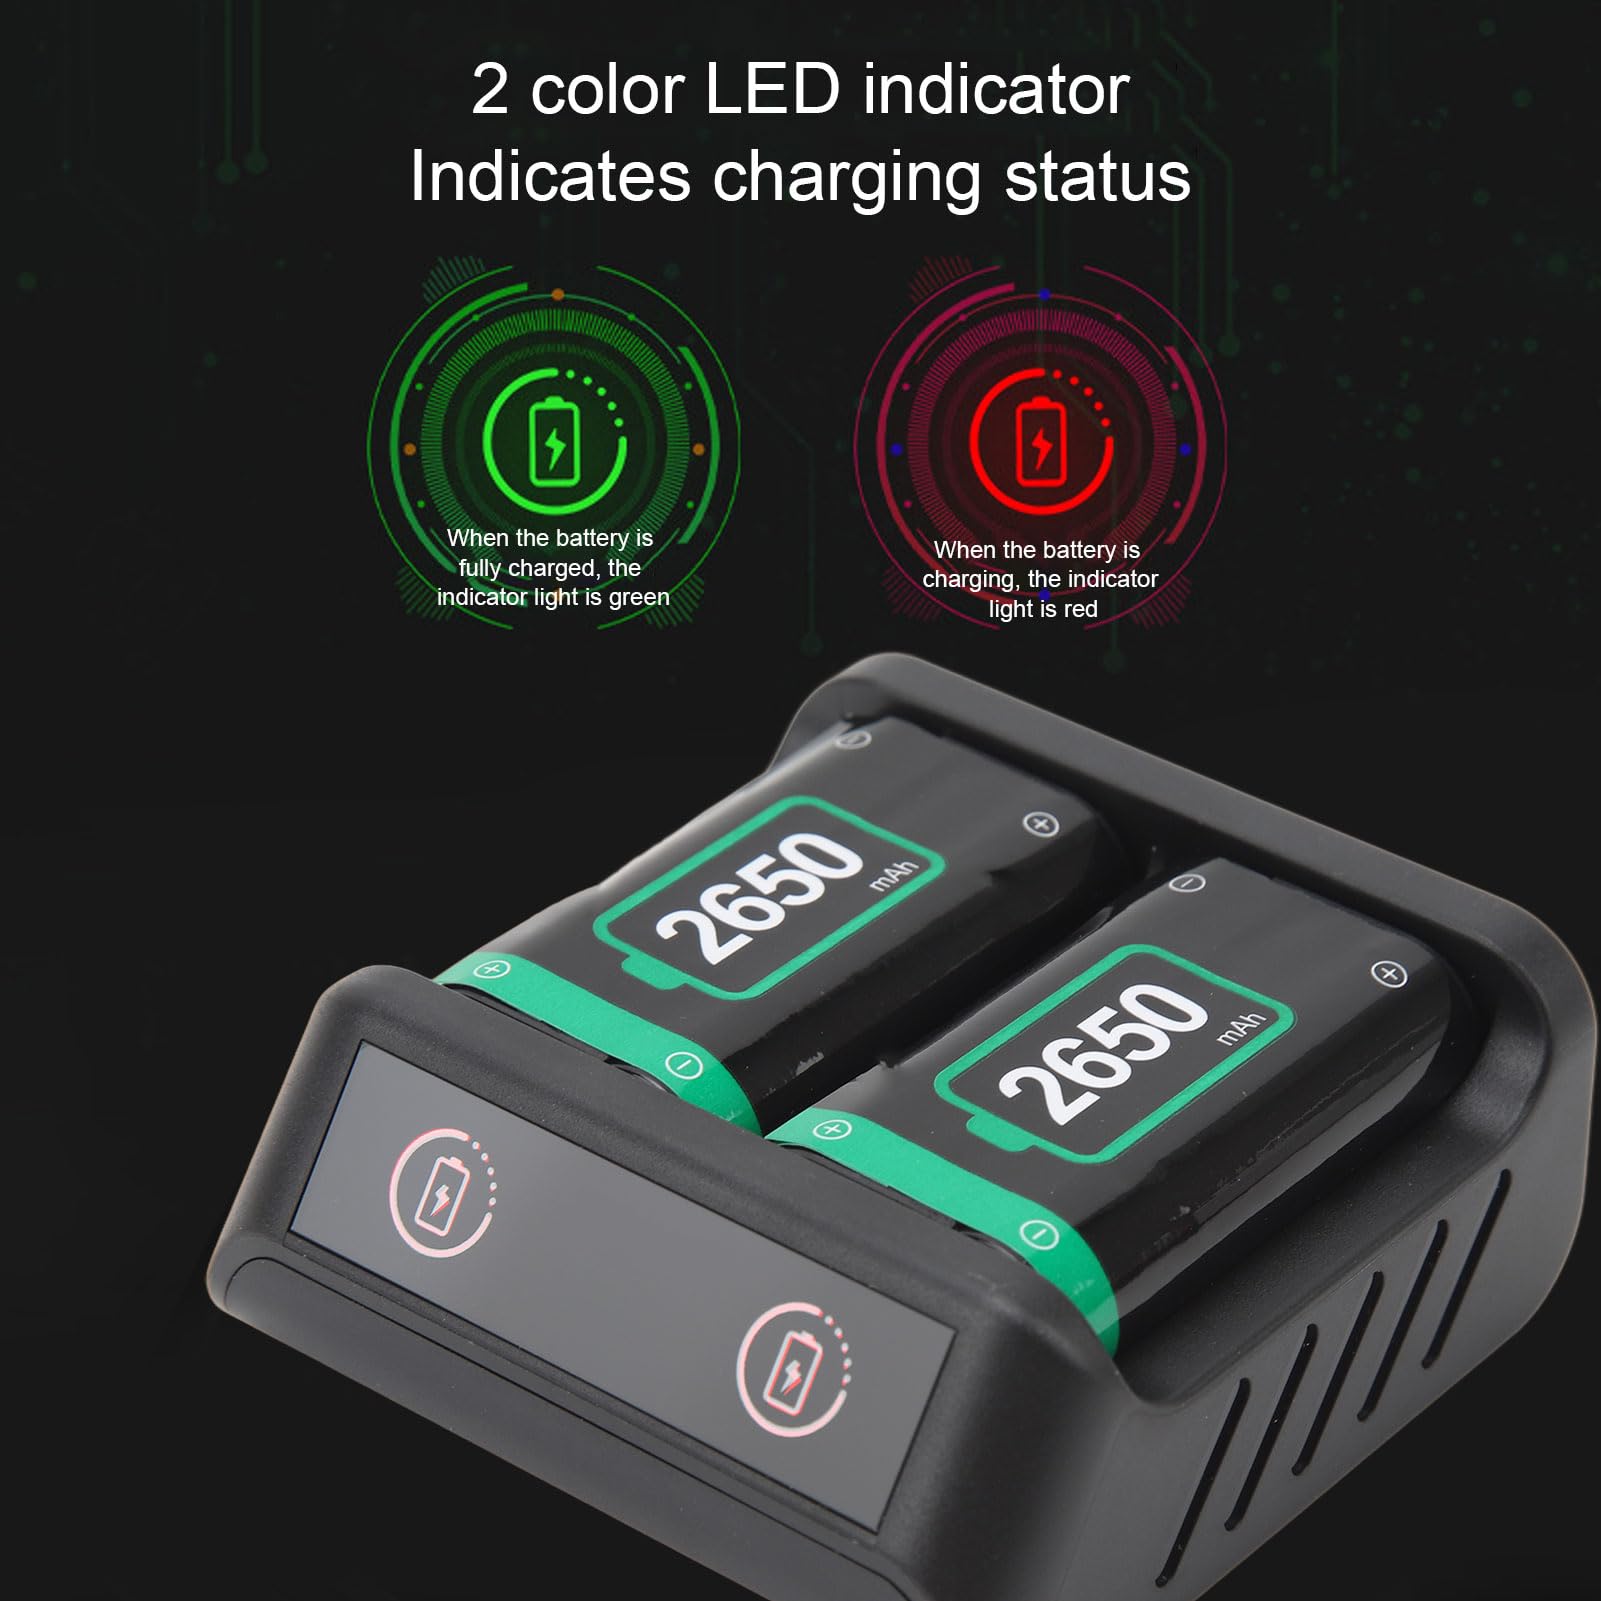 2 color LED indicator
Indicates charging status
When the battery is
fully charged, the
indicator light is green
When the battery is
charging, the indicator
light is red
2650
mAh
2650
mAh